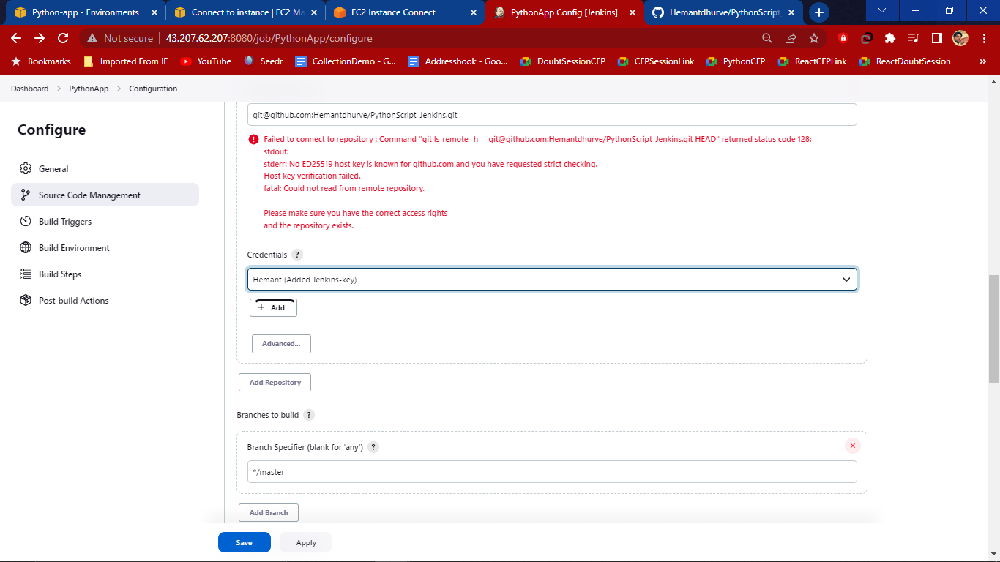 Python-app - Environments
Connect to instance | EC2 Ma
EC2 Instance Connect
PythonApp Config [Jenkins]
Hemantdhurve/PythonScript_
Not secure
43.207.62.207:8080/job/PythonApp/configure
Bookmarks
Imported From IE
YouTube
Seedr
CollectionDemo - G...
Addressbook - Goo...
DoubtSessionCFP
CFPSessionLink
PythonCFP
ReactCFPLink
ReactDoubtSession
»
Dashboard > PythonApp > Configuration
Configure
General
Source Code Management
Build Triggers
Build Environment
Build Steps
Post-build Actions
git@github.com:Hemantdhurve/PythonScript_Jenkins.git
Failed to connect to repository : Command "git ls-remote -h -- git@github.com:Hemantdhurve/PythonScript_Jenkins.git HEAD" returned status code 128:
stdout:
stderr: No ED25519 host key is known for github.com and you have requested strict checking.
Host key verification failed.
fatal: Could not read from remote repository.
Please make sure you have the correct access rights
and the repository exists.
Credentials ?
Hemant (Added Jenkins-key)
+ Add
Advanced...
Add Repository
Branches to build ?
Branch Specifier (blank for 'any') ?
*/master
Add Branch
Save
Apply